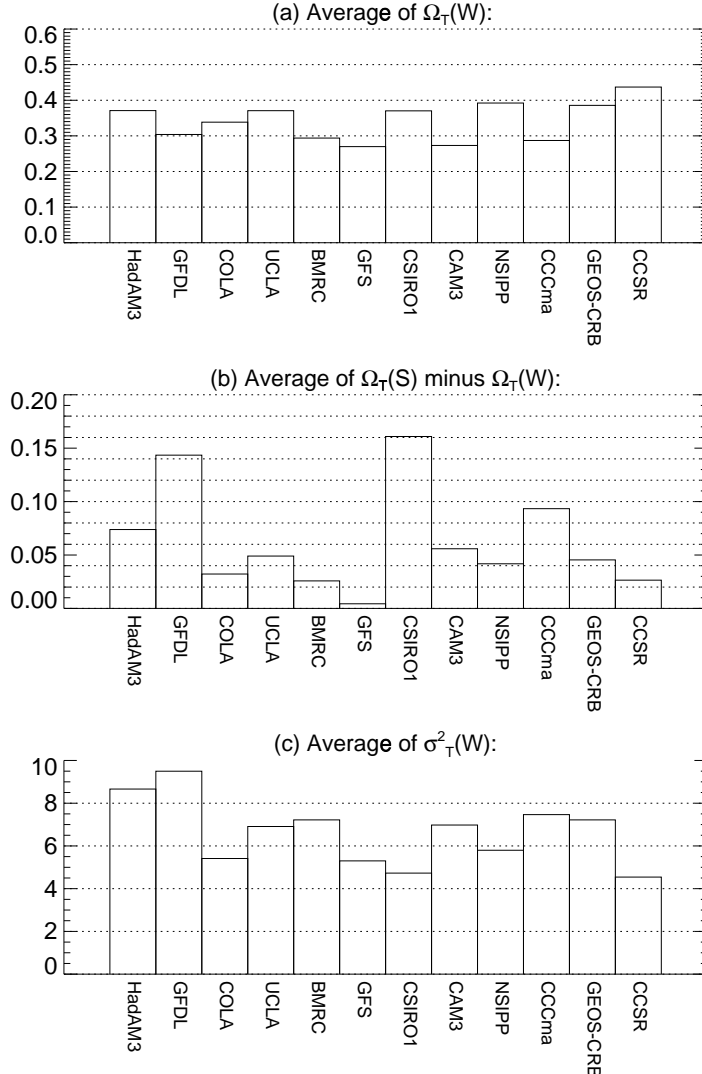 (a) Average of Ω_T(W):
0.6
0.5
0.4
0.3
0.2
0.1
0.0
HadAM3
GFDL
COLA
UCLA
BMRC
GFS
CSIRO1
CAM3
NSIPP
CCCma
GEOS-CRB
CCSR
(b) Average of Ω_T(S) minus Ω_T(W):
0.20
0.15
0.10
0.05
0.00
HadAM3
GFDL
COLA
UCLA
BMRC
GFS
CSIRO1
CAM3
NSIPP
CCCma
GEOS-CRB
CCSR
(c) Average of σ²_T(W):
10
8
6
4
2
0
HadAM3
GFDL
COLA
UCLA
BMRC
GFS
CSIRO1
CAM3
NSIPP
CCCma
GEOS-CRB
CCSR